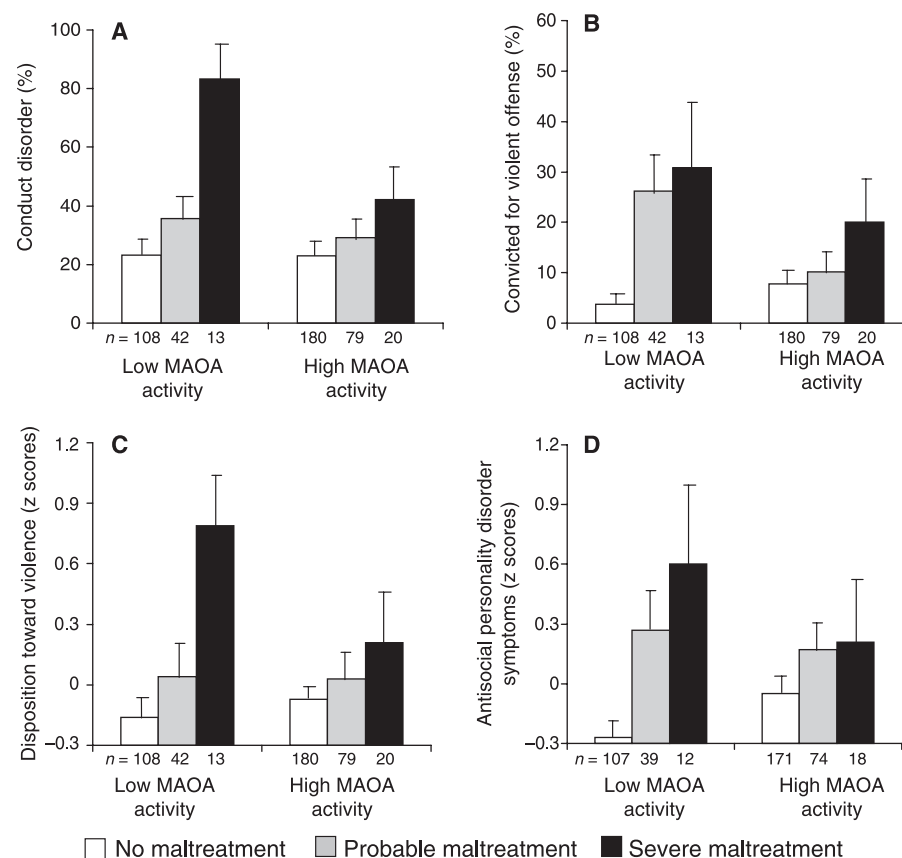 A
Conduct disorder (%)
100
80
60
40
20
0
n = 108 42 13 180 79 20
Low MAOA High MAOA
activity activity
B
Convicted for violent offense (%)
60
50
40
30
20
10
0
n = 108 42 13 180 79 20
Low MAOA High MAOA
activity activity
C
Disposition toward violence (z scores)
1.2
0.9
0.6
0.3
0
–0.3
n = 108 42 13 180 79 20
Low MAOA High MAOA
activity activity
D
Antisocial personality disorder
symptoms (z scores)
1.2
0.9
0.6
0.3
0
–0.3
n = 107 39 12 171 74 18
Low MAOA High MAOA
activity activity
No maltreatment Probable maltreatment Severe maltreatment